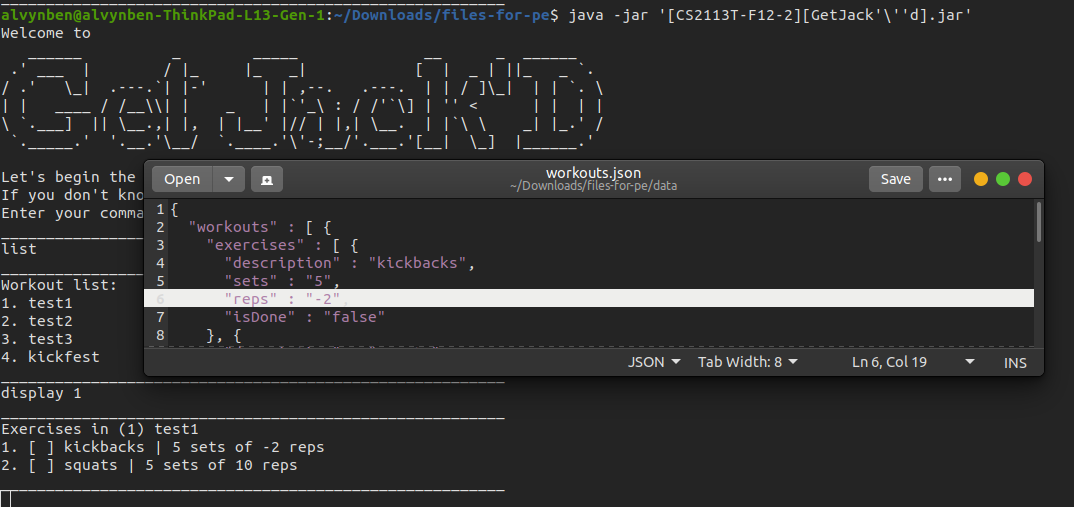 alvynben@alvynben-ThinkPad-L13-Gen-1:~/Downloads/files-for-pe$ java -jar '[CS2113T-F12-2][GetJack'\''d].jar'
Welcome to
GetJack'D
Let's begin the
If you don't kno
Enter your comma
list
Workout list:
1. test1
2. test2
3. test3
4. kickfest
display 1
Exercises in (1) test1
1. [ ] kickbacks | 5 sets of -2 reps
2. [ ] squats | 5 sets of 10 reps
Open
workouts.json
~/Downloads/files-for-pe/data
Save
1 {
2 "workouts" : [ {
3 "exercises" : [ {
4 "description" : "kickbacks",
5 "sets" : "5",
6 "reps" : "-2",
7 "isDone" : "false"
8 }, {
JSON Tab Width: 8 Ln 6, Col 19 INS